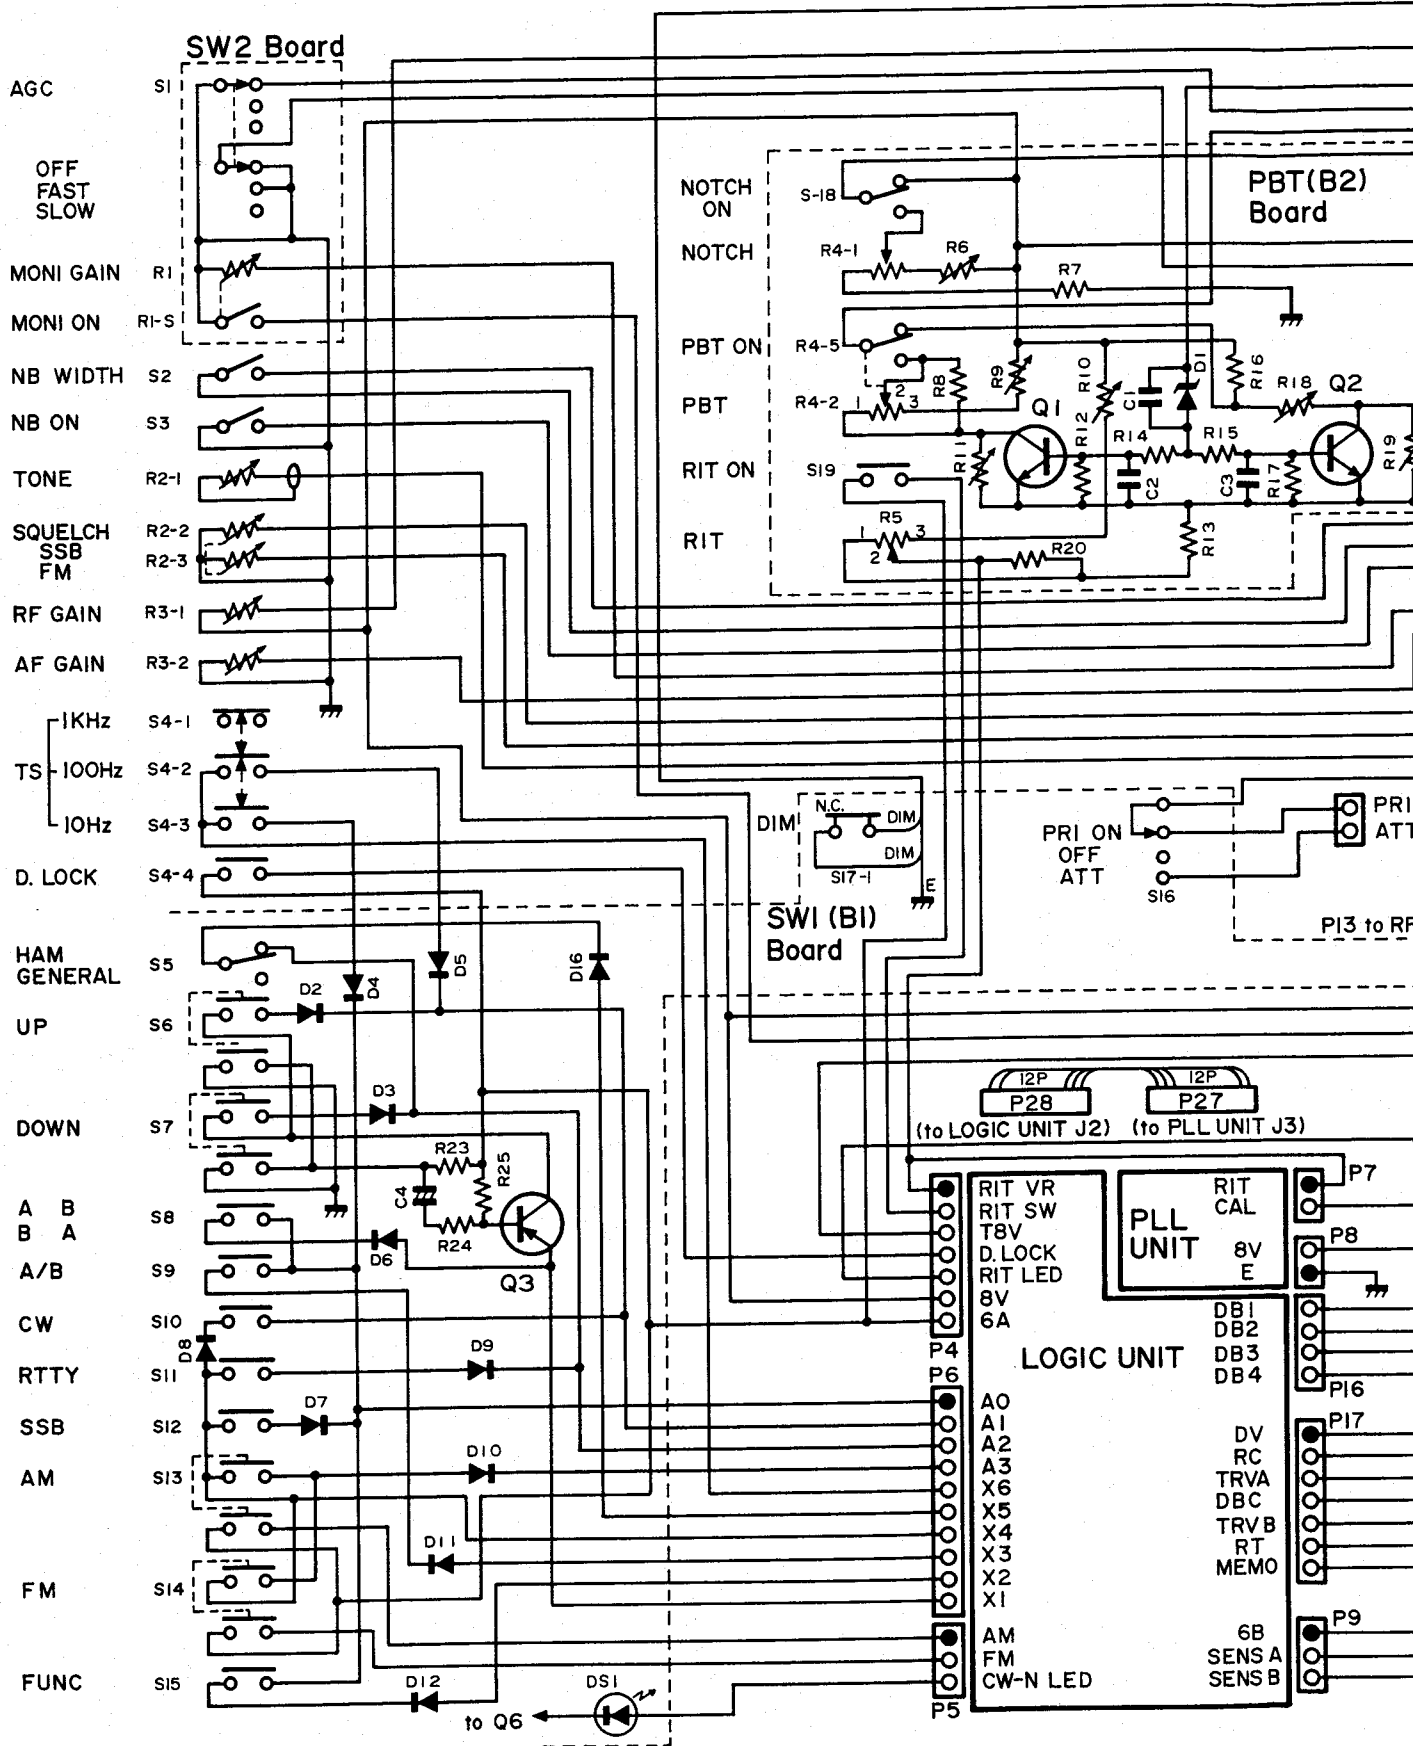 SW2 Board
AGC S1
OFF
FAST
SLOW
MONI GAIN R1
MONI ON R1-S
NB WIDTH S2
NB ON S3
TONE R2-1
SQUELCH R2-2
SSB
FM R2-3
RF GAIN R3-1
AF GAIN R3-2
1KHz S4-1
TS 100Hz S4-2
10Hz S4-3
D. LOCK S4-4
HAM
GENERAL S5
UP S6
DOWN S7
A B
B A S8
A/B S9
CW S10
RTTY S11
SSB S12
AM S13
FM S14
FUNC S15
D2
D3
D4
D5
D16
R23
R25
C4
R24
D6
Q3
D8
D9
D7
D10
D11
D12
DS1
to Q6
PBT(B2)
Board
NOTCH
ON S-18
NOTCH R4-1 R6
R7
PBT ON R4-5
PBT R4-2
1 2 3
R8
R9
R10
C1
D1
R16
R18
Q2
Q1
R12
R14
R15
R11
C2
C3
R17
R19
RIT ON S19
RIT
R5
1 2 3
R20
R13
DIM
N.C.
DIM
DIM
S17-1
E
SW1 (B1)
Board
PRI ON
OFF
ATT
S16
PRI
ATT
P13 to RF
12P 12P
P28 P27
(to LOGIC UNIT J2) (to PLL UNIT J3)
RIT VR
RIT SW
T8V
D. LOCK
RIT LED
8V
6A
P4
P6
A0
A1
A2
A3
X6
X5
X4
X3
X2
X1
AM
FM
CW-N LED
P5
LOGIC UNIT
PLL
UNIT
RIT
CAL
P7
8V
E
P8
DB1
DB2
DB3
DB4
P16
P17
DV
RC
TRVA
DBC
TRVB
RT
MEMO
P9
6B
SENS A
SENS B